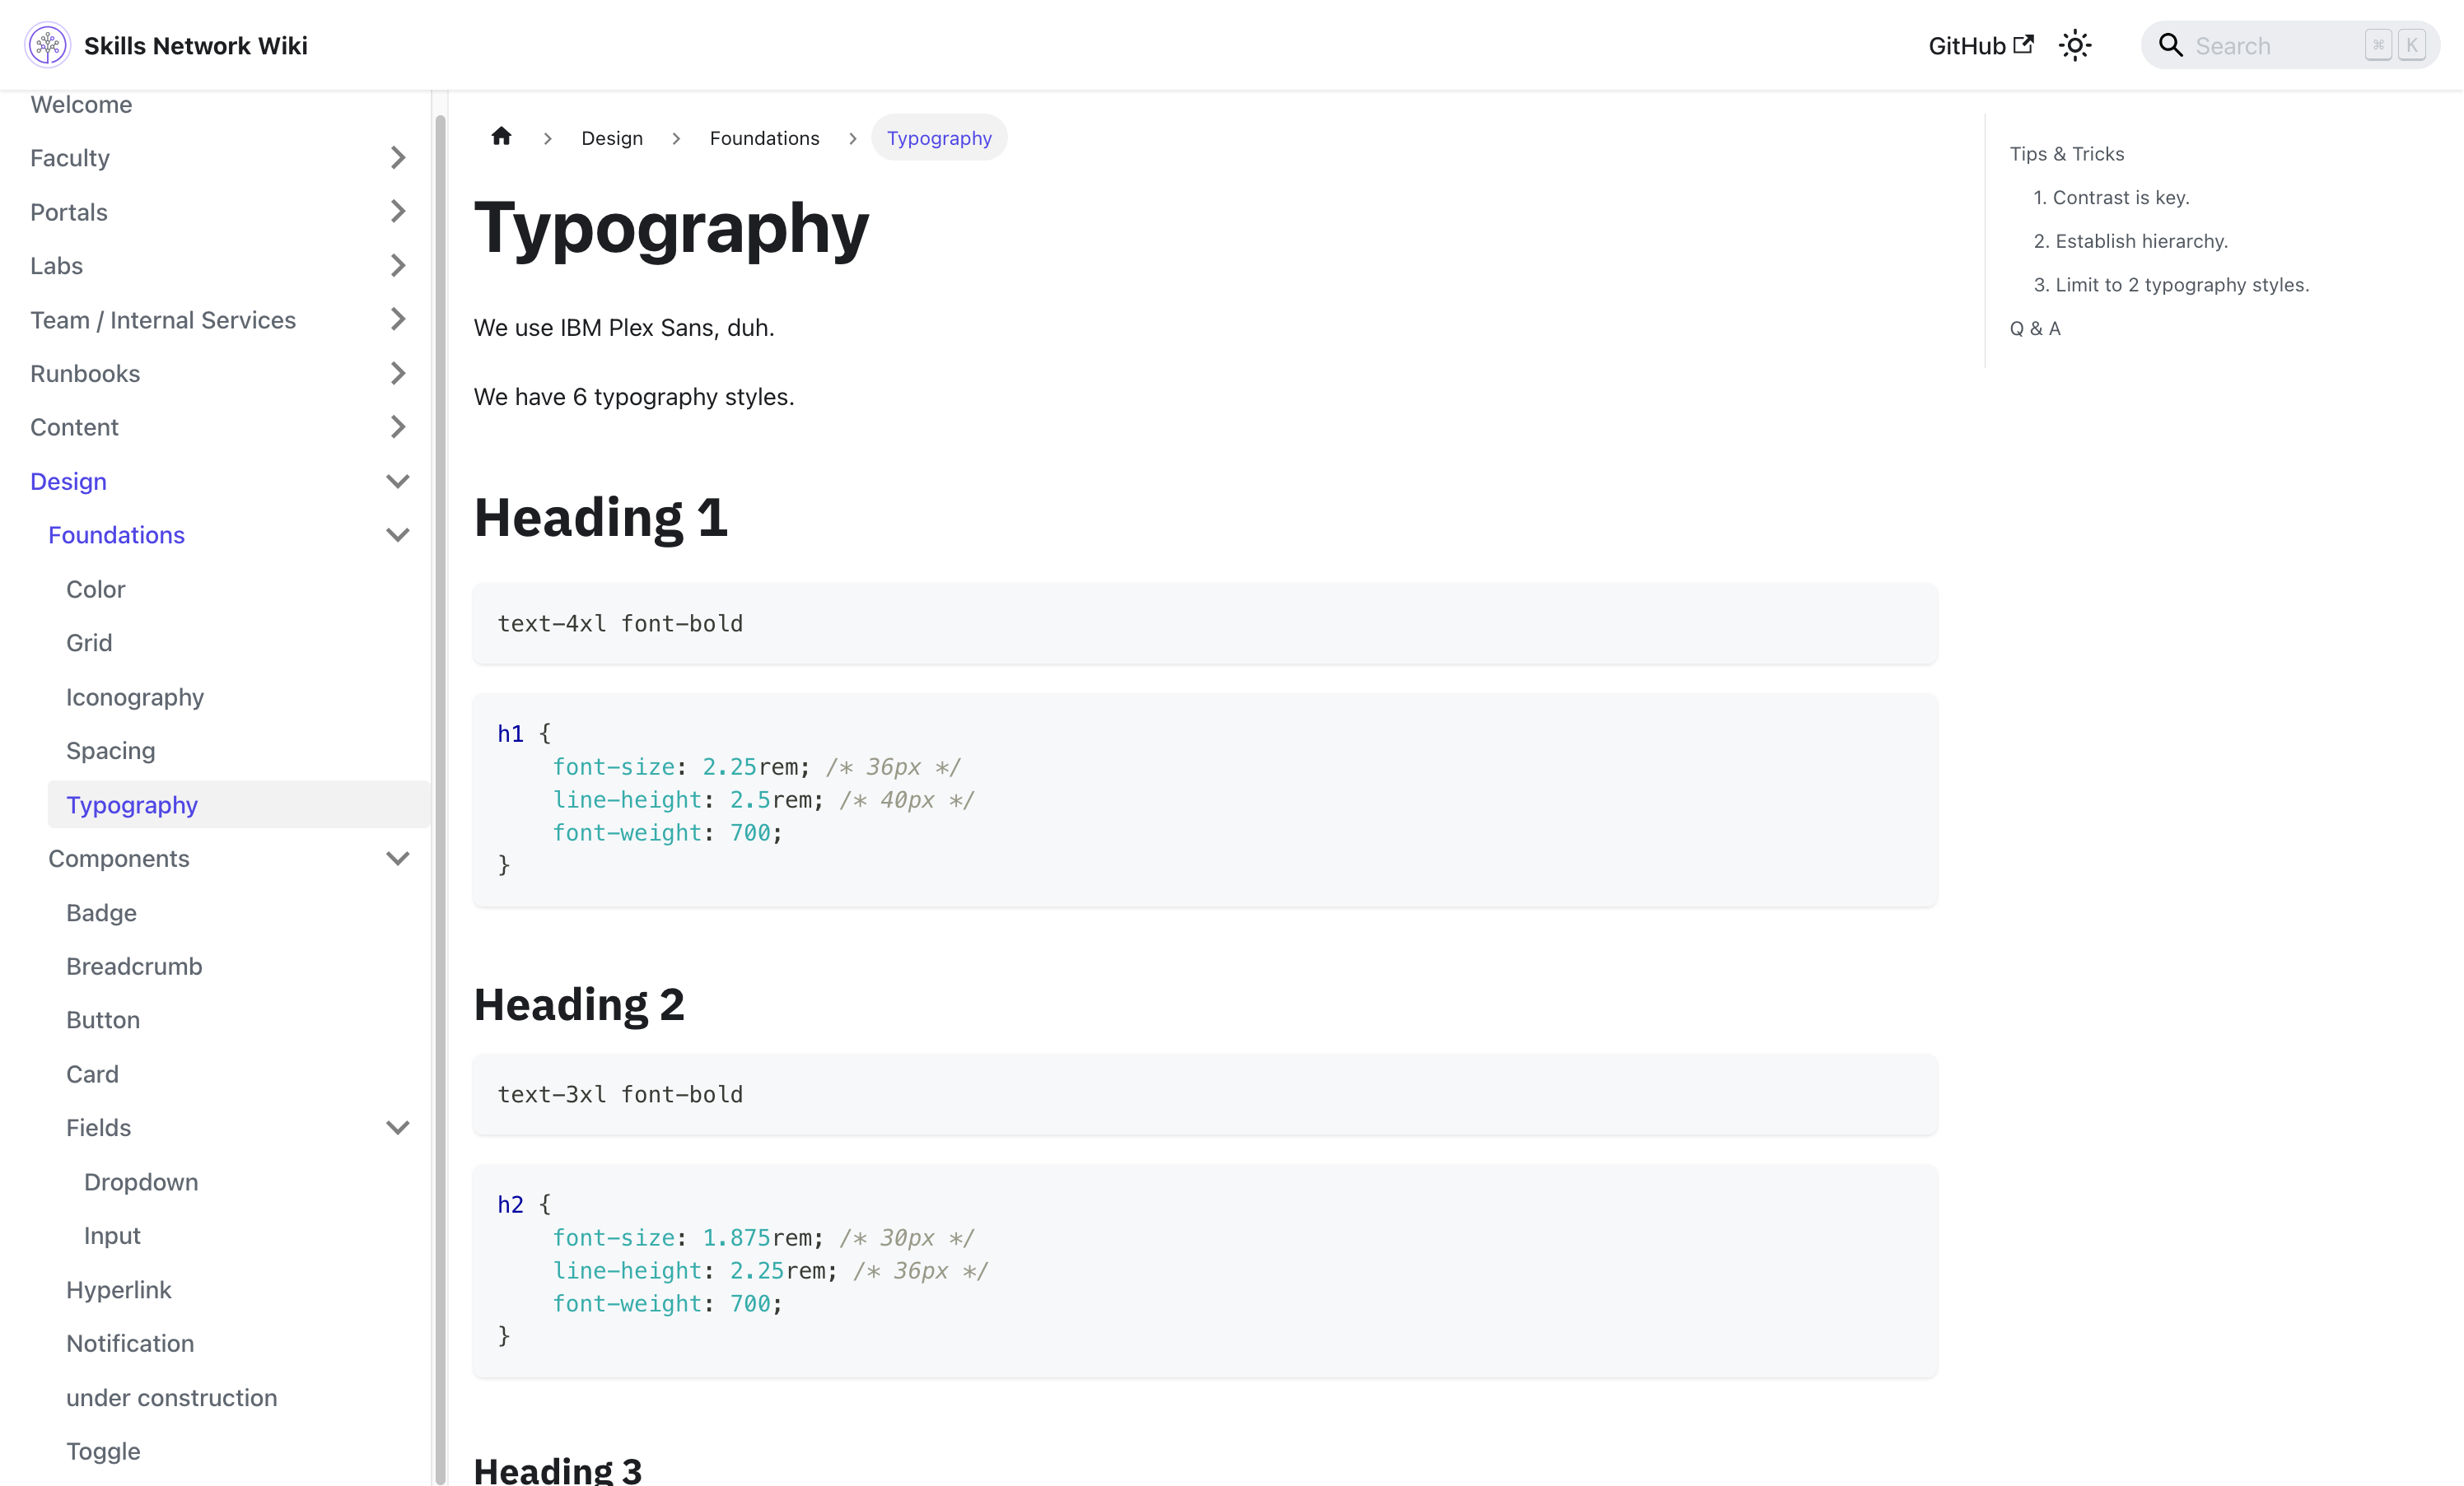 Skills Network Wiki
GitHub
Search
⌘ K
Welcome
Faculty
Portals
Labs
Team / Internal Services
Runbooks
Content
Design
Foundations
Color
Grid
Iconography
Spacing
Typography
Components
Badge
Breadcrumb
Button
Card
Fields
Dropdown
Input
Hyperlink
Notification
under construction
Toggle
Design
Foundations
Typography
Typography
We use IBM Plex Sans, duh.
We have 6 typography styles.
Heading 1
text-4xl font-bold
h1 {
    font-size: 2.25rem; /* 36px */
    line-height: 2.5rem; /* 40px */
    font-weight: 700;
}
Heading 2
text-3xl font-bold
h2 {
    font-size: 1.875rem; /* 30px */
    line-height: 2.25rem; /* 36px */
    font-weight: 700;
}
Heading 3
Tips & Tricks
1. Contrast is key.
2. Establish hierarchy.
3. Limit to 2 typography styles.
Q & A